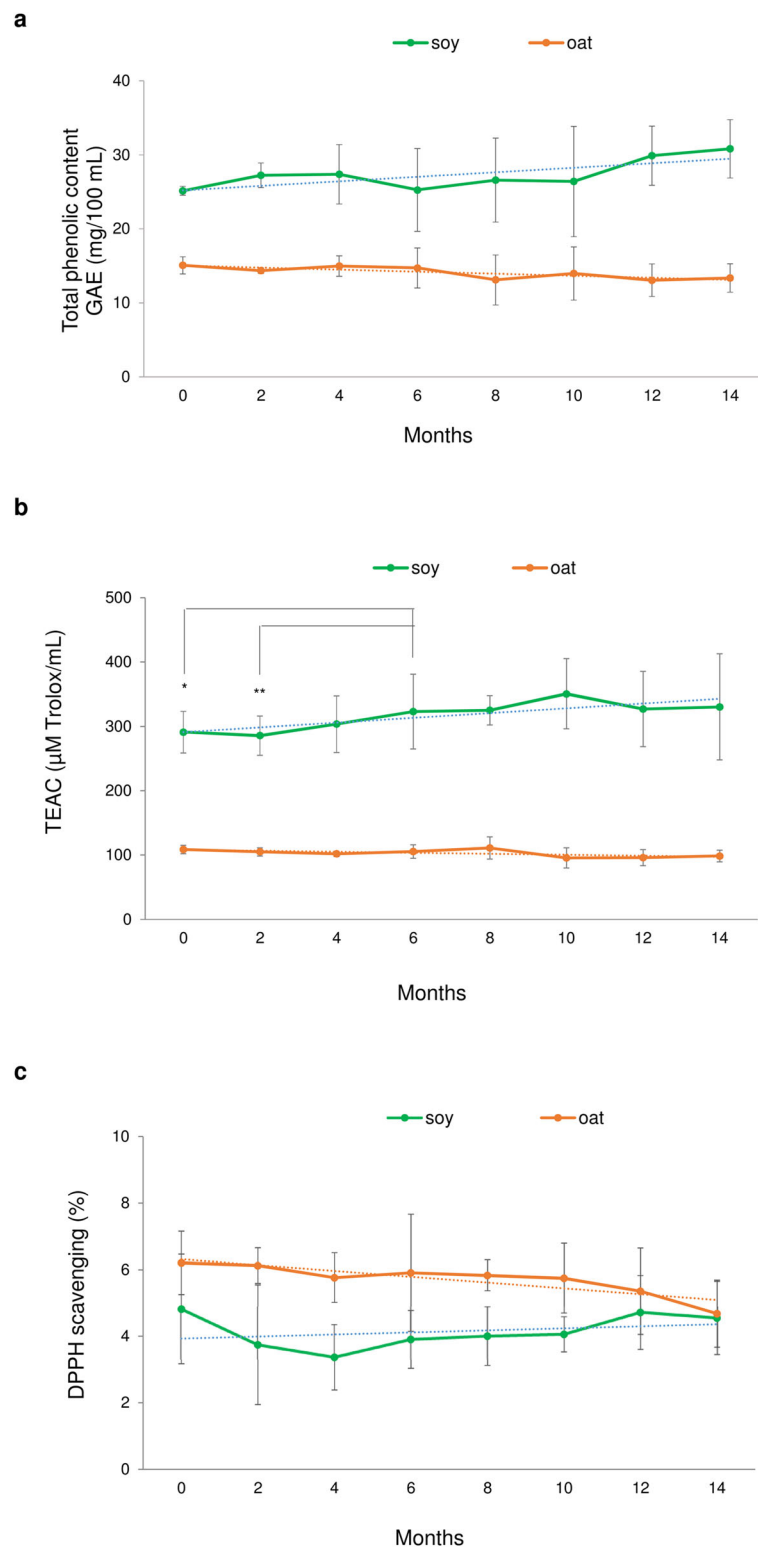 a
soy oat
40
30
20
10
0
Total phenolic content
GAE (mg/100 mL)
0 2 4 6 8 10 12 14
Months
b
soy oat
500
400
300
200
100
0
TEAC (µM Trolox/mL)
* **
0 2 4 6 8 10 12 14
Months
c
soy oat
10
8
6
4
2
0
DPPH scavenging (%)
0 2 4 6 8 10 12 14
Months